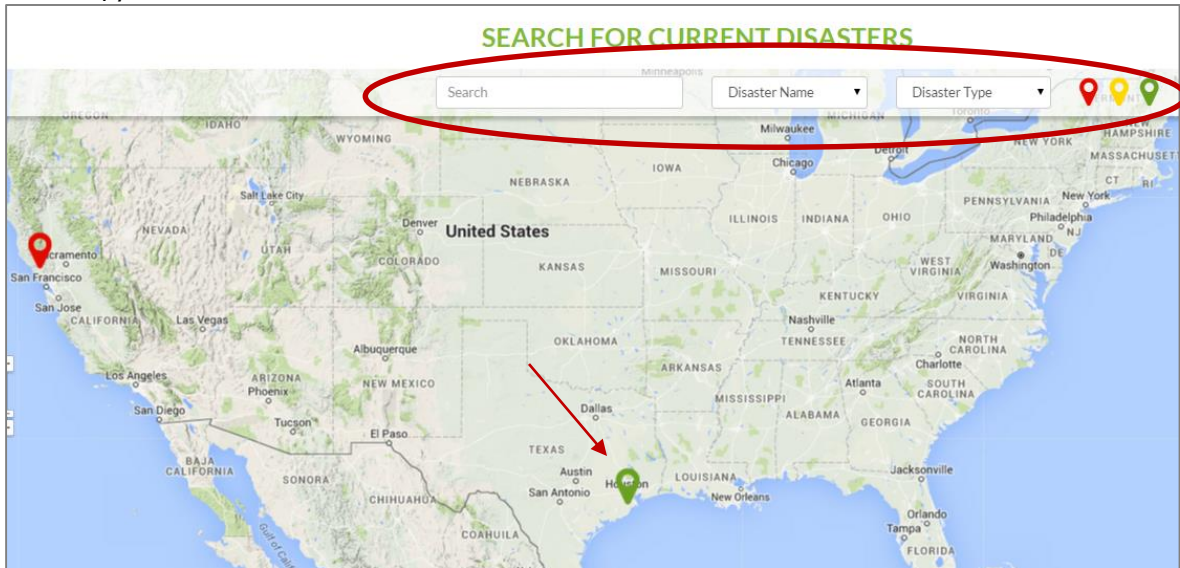 SEARCH FOR CURRENT DISASTERS
Minneapolis
Search
Disaster Name
Disaster Type
Toronto
OREGON
IDAHO
WYOMING
MICHIGAN
Milwaukee
NEW YORK
NEW HAMPSHIRE
Detroit
MASSACHUSETT
IOWA
Chicago
NEBRASKA
CT
RI
Salt Lake City
PENNSYLVANIA
New York
Denver
United States
ILLINOIS
INDIANA
OHIO
Philadelphia
NEVADA
UTAH
NJ
MARYLAND
Sacramento
COLORADO
KANSAS
MISSOURI
WEST VIRGINIA
DE
Washington
San Francisco
KENTUCKY
VIRGINIA
San Jose
CALIFORNIA
Las Vegas
Nashville
TENNESSEE
OKLAHOMA
NORTH CAROLINA
Albuquerque
ARKANSAS
Charlotte
Los Angeles
ARIZONA
Phoenix
NEW MEXICO
Atlanta
SOUTH CAROLINA
San Diego
Dallas
MISSISSIPPI
ALABAMA
GEORGIA
Tucson
El Paso
TEXAS
BAJA CALIFORNIA
SONORA
Austin
Houston
LOUISIANA
Jacksonville
CHIHUAHUA
San Antonio
New Orleans
Orlando
Tampa
COAHUILA
FLORIDA
Gulf of Cali